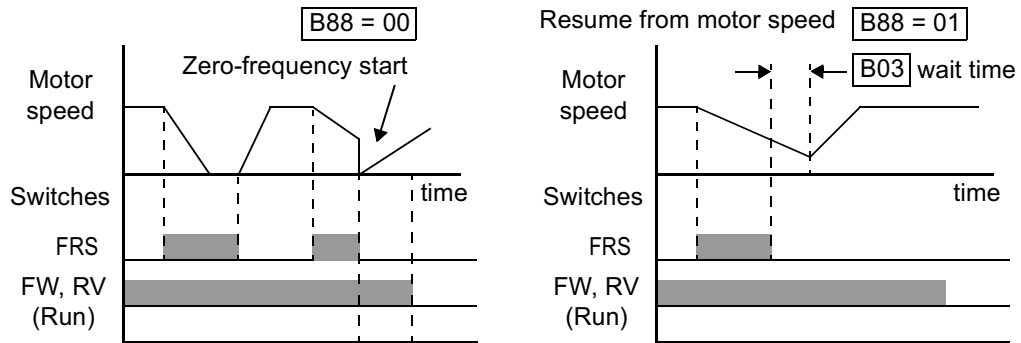 B88 = 00
Zero-frequency start
Motor
speed
time
Switches
FRS
FW, RV
(Run)
Resume from motor speed B88 = 01
B03 wait time
Motor
speed
time
Switches
FRS
FW, RV
(Run)